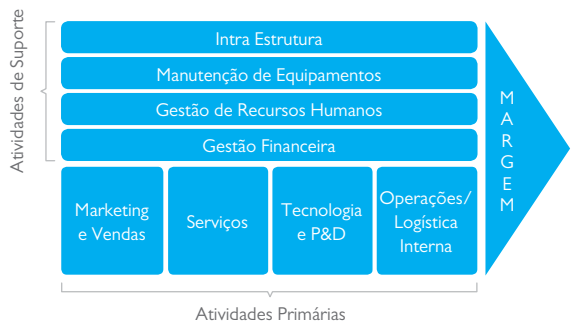 Atividades de Suporte
Intra Estrutura
Manutenção de Equipamentos
Gestão de Recursos Humanos
Gestão Financeira
Marketing
e Vendas
Serviços
Tecnologia
e P&D
Operações/
Logística
Interna
MARGEM
Atividades Primárias